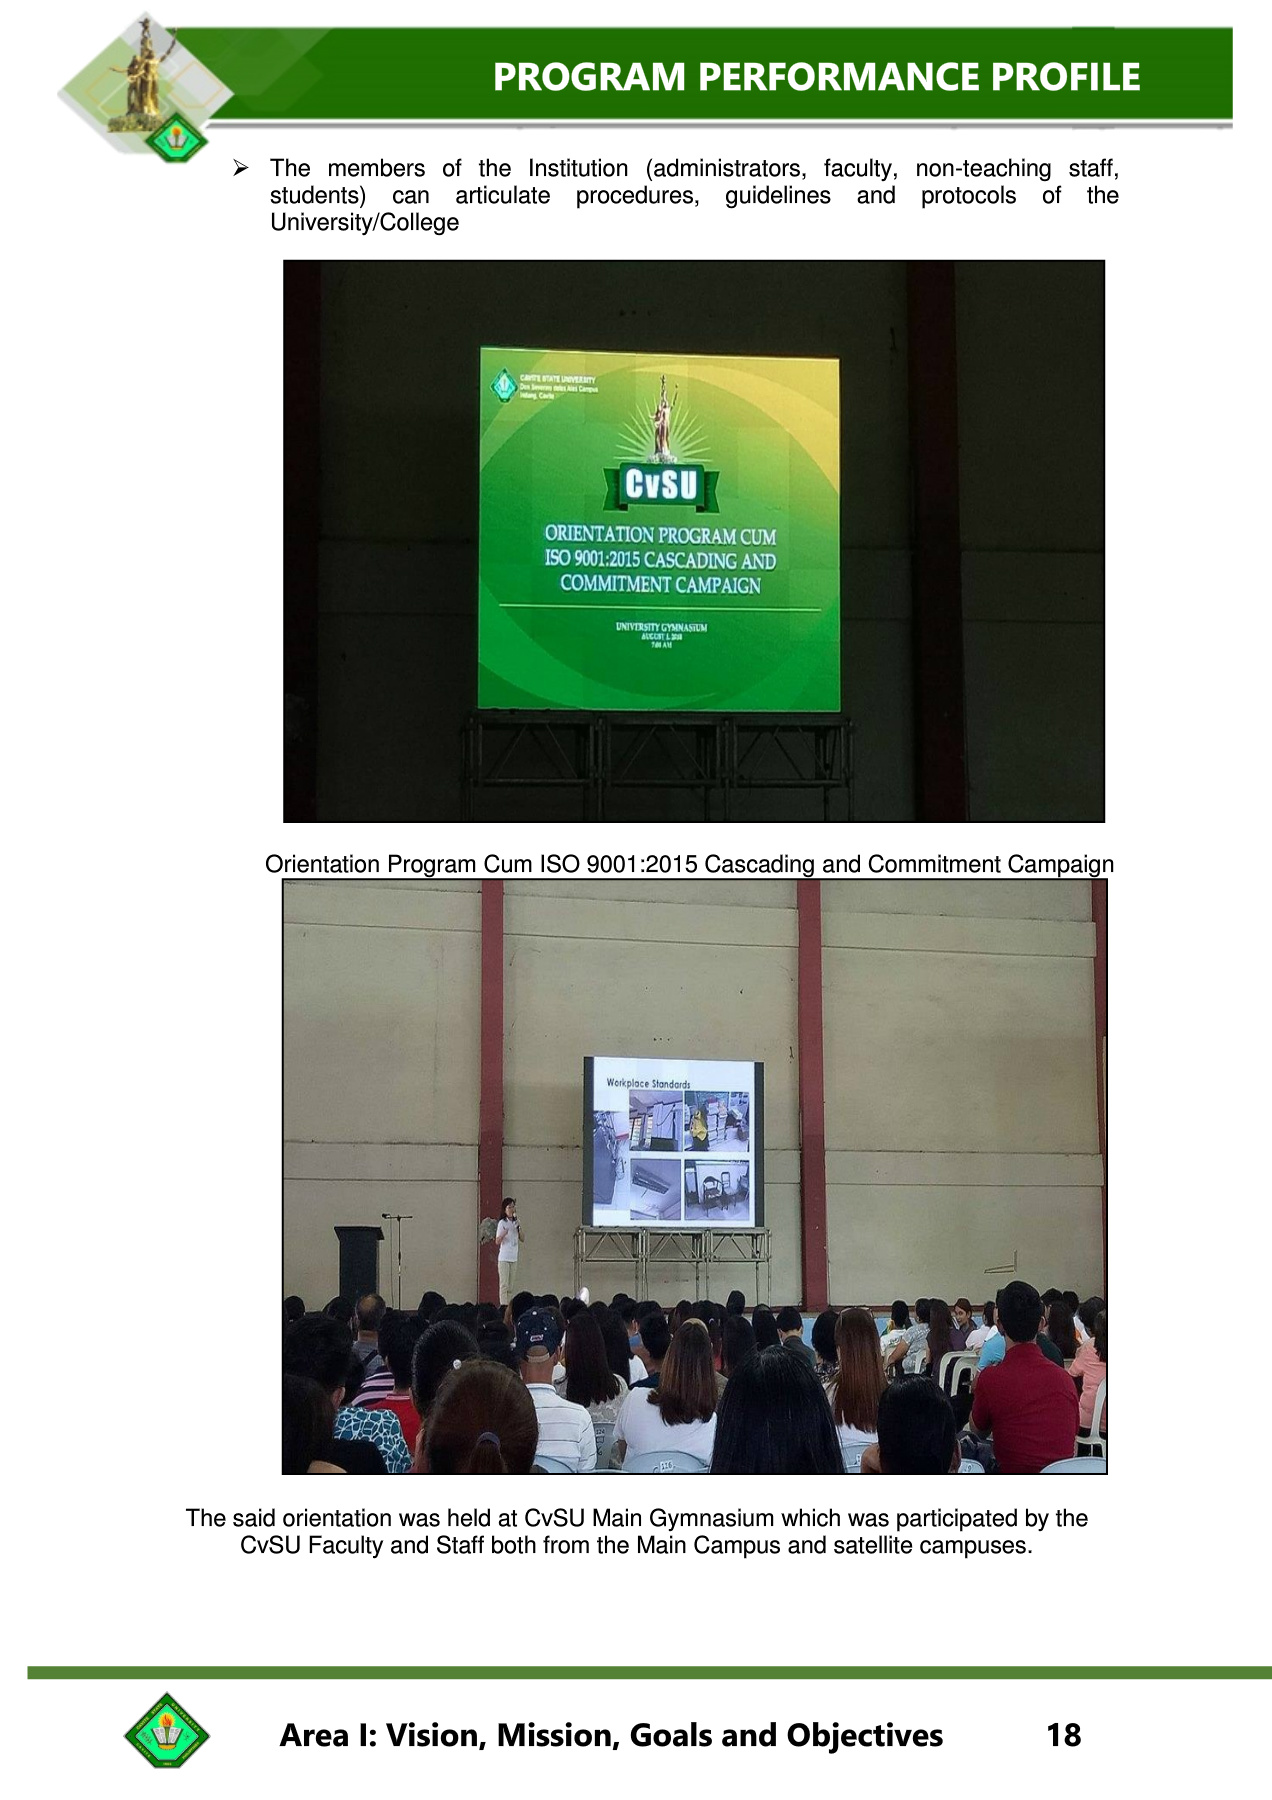 PROGRAM PERFORMANCE PROFILE
➢ The members of the Institution (administrators, faculty, non-teaching staff,
students) can articulate procedures, guidelines and protocols of the
University/College
CAVITE STATE UNIVERSITY
Don Severino delas Alas Campus
Indang, Cavite
CvSU
ORIENTATION PROGRAM CUM
ISO 9001:2015 CASCADING AND
COMMITMENT CAMPAIGN
UNIVERSITY GYMNASIUM
AUGUST 1, 2018
7:00 AM
Orientation Program Cum ISO 9001:2015 Cascading and Commitment Campaign
Workplace Standards
The said orientation was held at CvSU Main Gymnasium which was participated by the
CvSU Faculty and Staff both from the Main Campus and satellite campuses.
Area I: Vision, Mission, Goals and Objectives 18